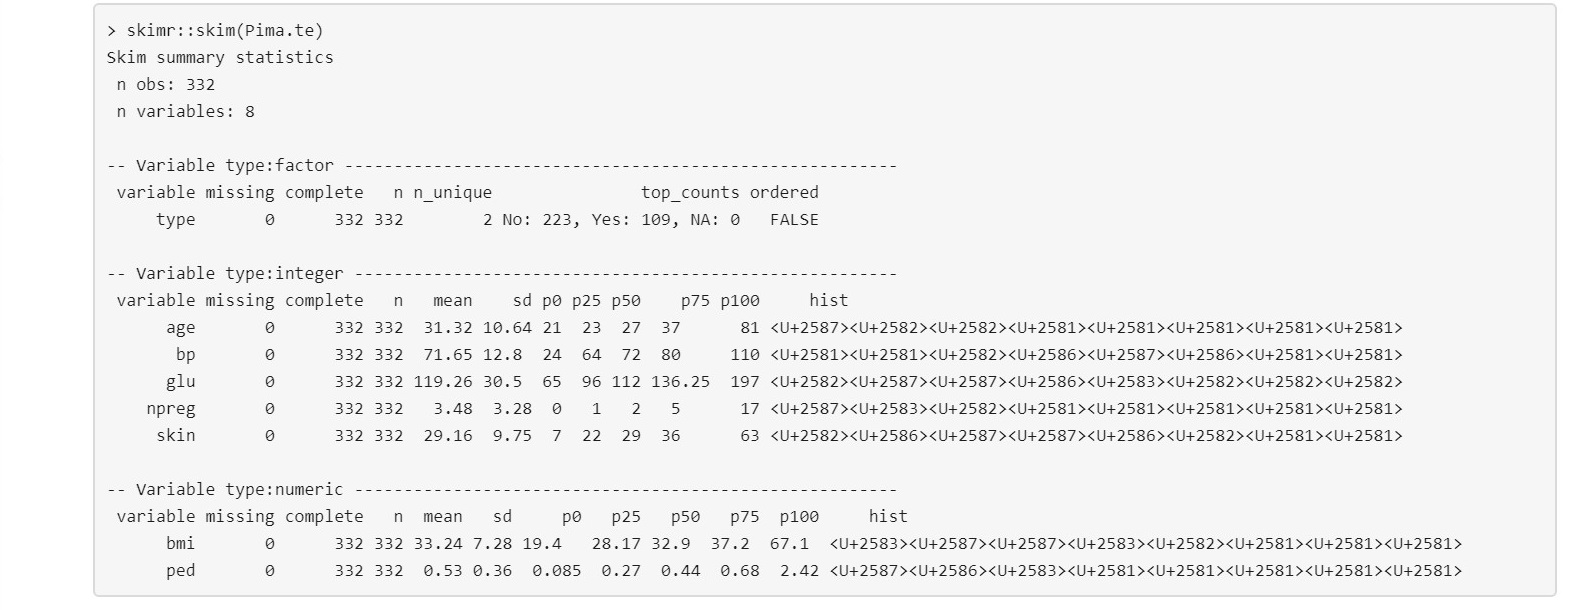 > skimr::skim(Pima.te)
Skim summary statistics
 n obs: 332
 n variables: 8
-- Variable type:factor --------------------------------------------------------
 variable missing complete   n n_unique               top_counts ordered
     type       0      332 332        2 No: 223, Yes: 109, NA: 0   FALSE
-- Variable type:integer -------------------------------------------------------
 variable missing complete   n   mean    sd p0 p25 p50    p75 p100     hist
      age       0      332 332  31.32 10.64 21  23  27  37      81 <U+2587><U+2582><U+2582><U+2581><U+2581><U+2581><U+2581><U+2581>
       bp       0      332 332  71.65 12.8  24  64  72  80     110 <U+2581><U+2581><U+2582><U+2586><U+2587><U+2586><U+2581><U+2581>
      glu       0      332 332 119.26 30.5  65  96 112 136.25  197 <U+2582><U+2587><U+2587><U+2586><U+2583><U+2582><U+2582><U+2582>
    npreg       0      332 332   3.48  3.28  0   1   2   5      17 <U+2587><U+2583><U+2582><U+2581><U+2581><U+2581><U+2581><U+2581>
     skin       0      332 332  29.16  9.75  7  22  29  36      63 <U+2582><U+2586><U+2587><U+2587><U+2586><U+2582><U+2581><U+2581>
-- Variable type:numeric -------------------------------------------------------
 variable missing complete   n  mean   sd     p0   p25   p50   p75  p100     hist
      bmi       0      332 332 33.24 7.28 19.4   28.17 32.9  37.2  67.1  <U+2583><U+2587><U+2587><U+2583><U+2582><U+2581><U+2581><U+2581>
      ped       0      332 332  0.53 0.36  0.085  0.27  0.44  0.68  2.42 <U+2587><U+2586><U+2583><U+2581><U+2581><U+2581><U+2581><U+2581>